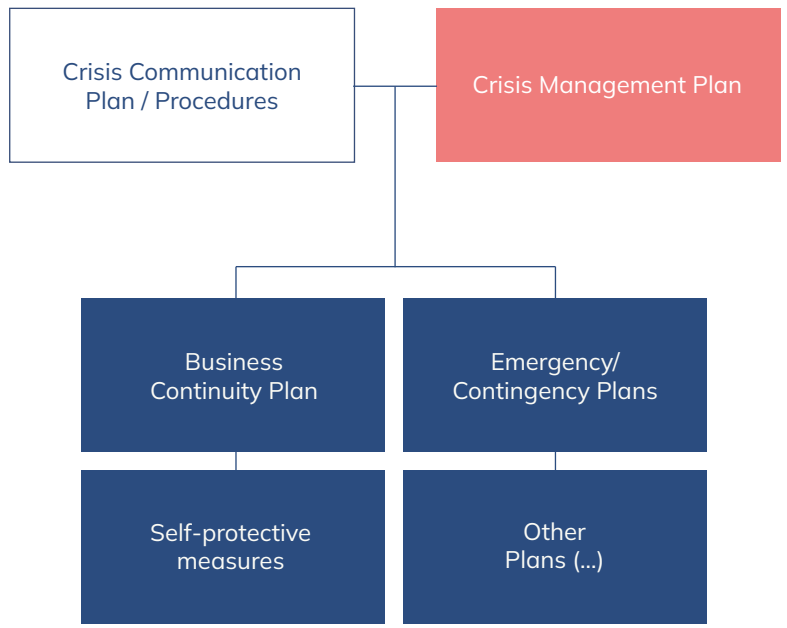 Crisis Communication
Plan / Procedures
Crisis Management Plan
Business
Continuity Plan
Emergency/
Contingency Plans
Self-protective
measures
Other
Plans (...)